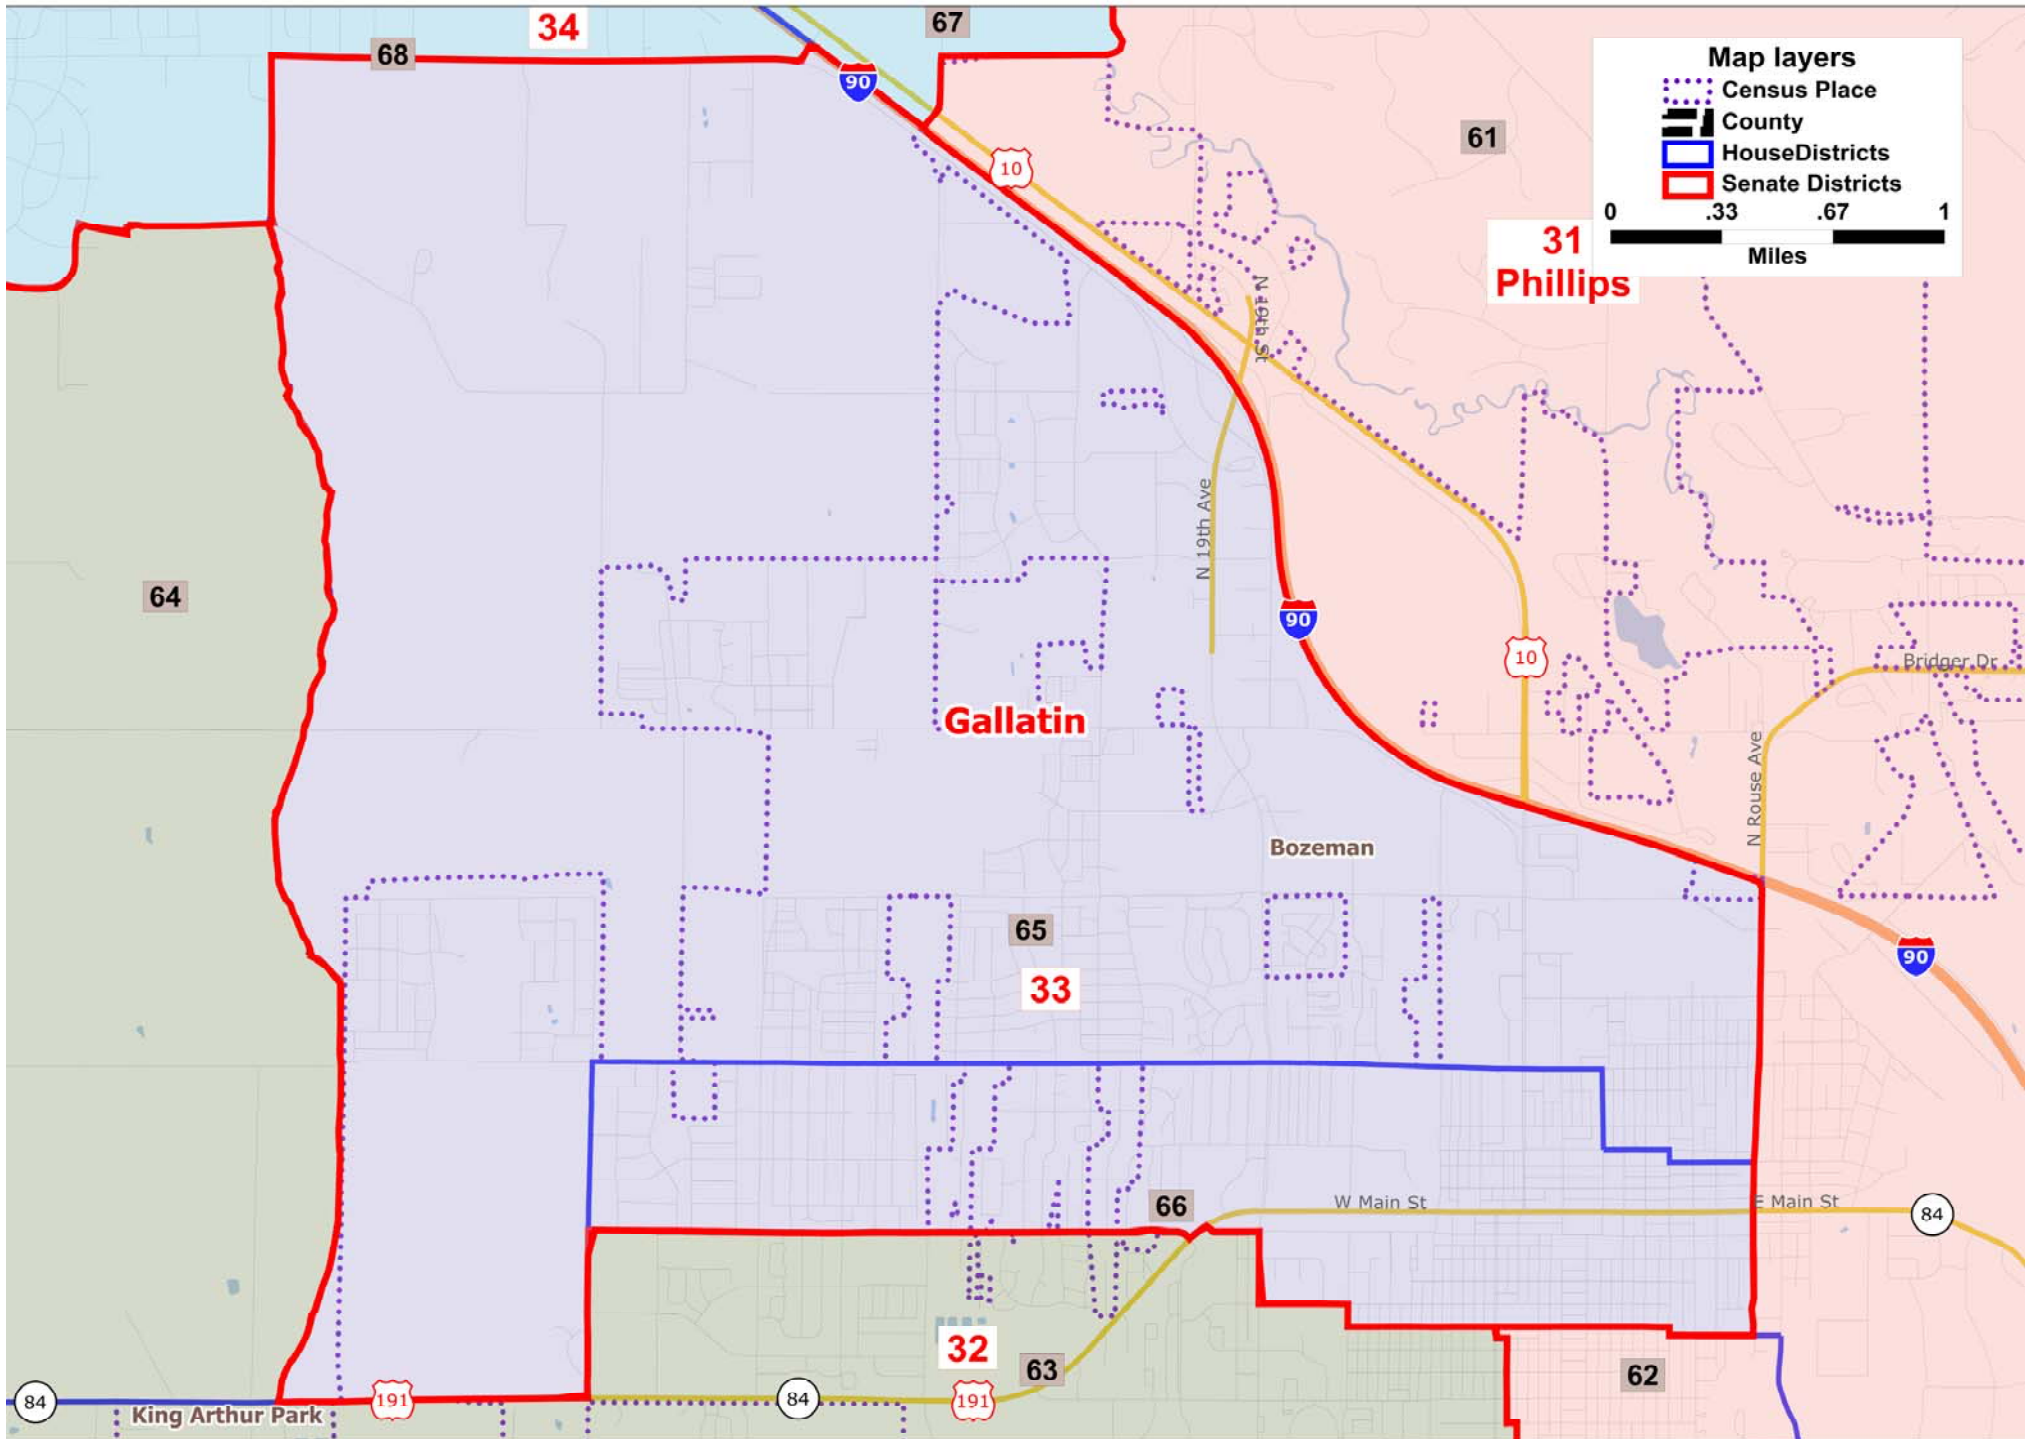 34
67
68
90
Map layers
Census Place
County
HouseDistricts
Senate Districts
0 .33 .67 1
Miles
61
10
31
Phillips
N 19th St
N 19th Ave
64
90
10
Bridger Dr
Gallatin
N Rouse Ave
Bozeman
65
33
90
66
W Main St
E Main St
84
32
63
62
84
191
84
191
King Arthur Park